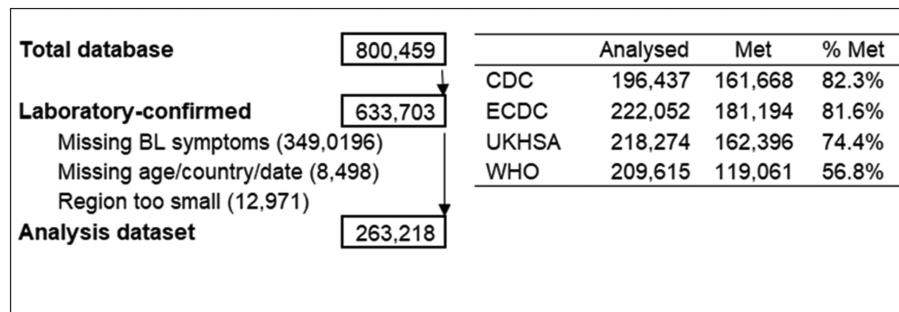 Total database 800,459
Laboratory-confirmed 633,703
Missing BL symptoms (349,0196)
Missing age/country/date (8,498)
Region too small (12,971)
Analysis dataset 263,218
Analysed Met % Met
CDC 196,437 161,668 82.3%
ECDC 222,052 181,194 81.6%
UKHSA 218,274 162,396 74.4%
WHO 209,615 119,061 56.8%